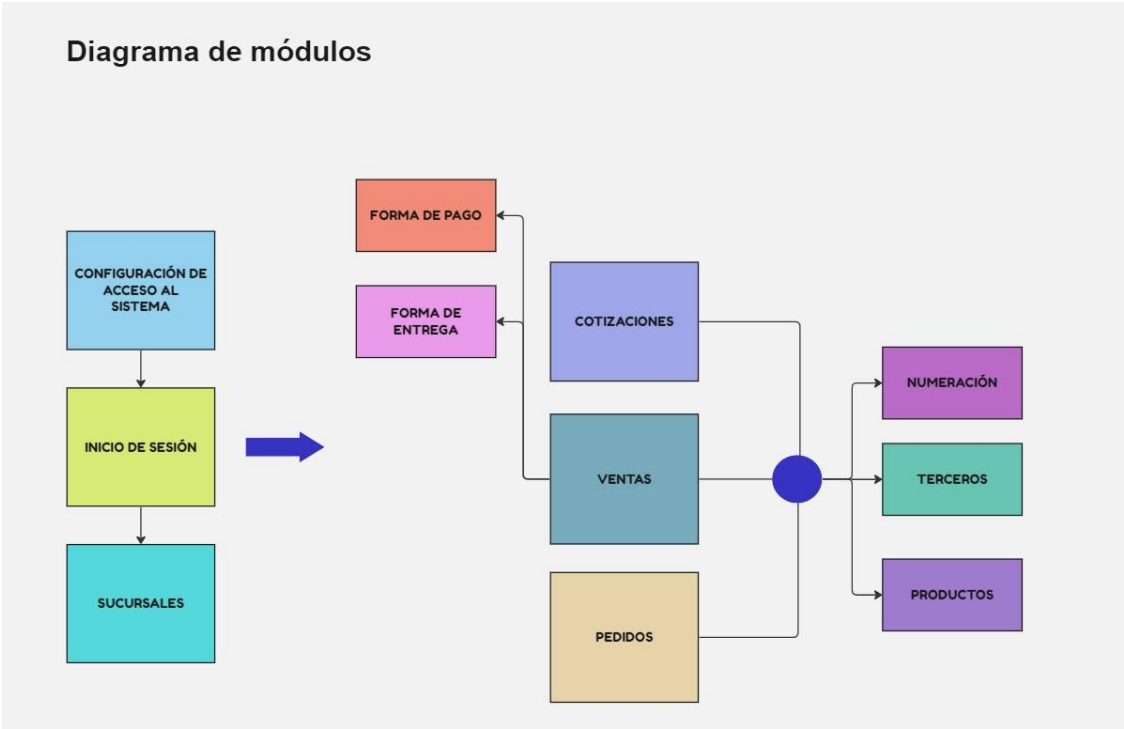 Diagrama de módulos
CONFIGURACIÓN DE
ACCESO AL
SISTEMA
INICIO DE SESIÓN
SUCURSALES
FORMA DE PAGO
FORMA DE
ENTREGA
COTIZACIONES
VENTAS
PEDIDOS
NUMERACIÓN
TERCEROS
PRODUCTOS